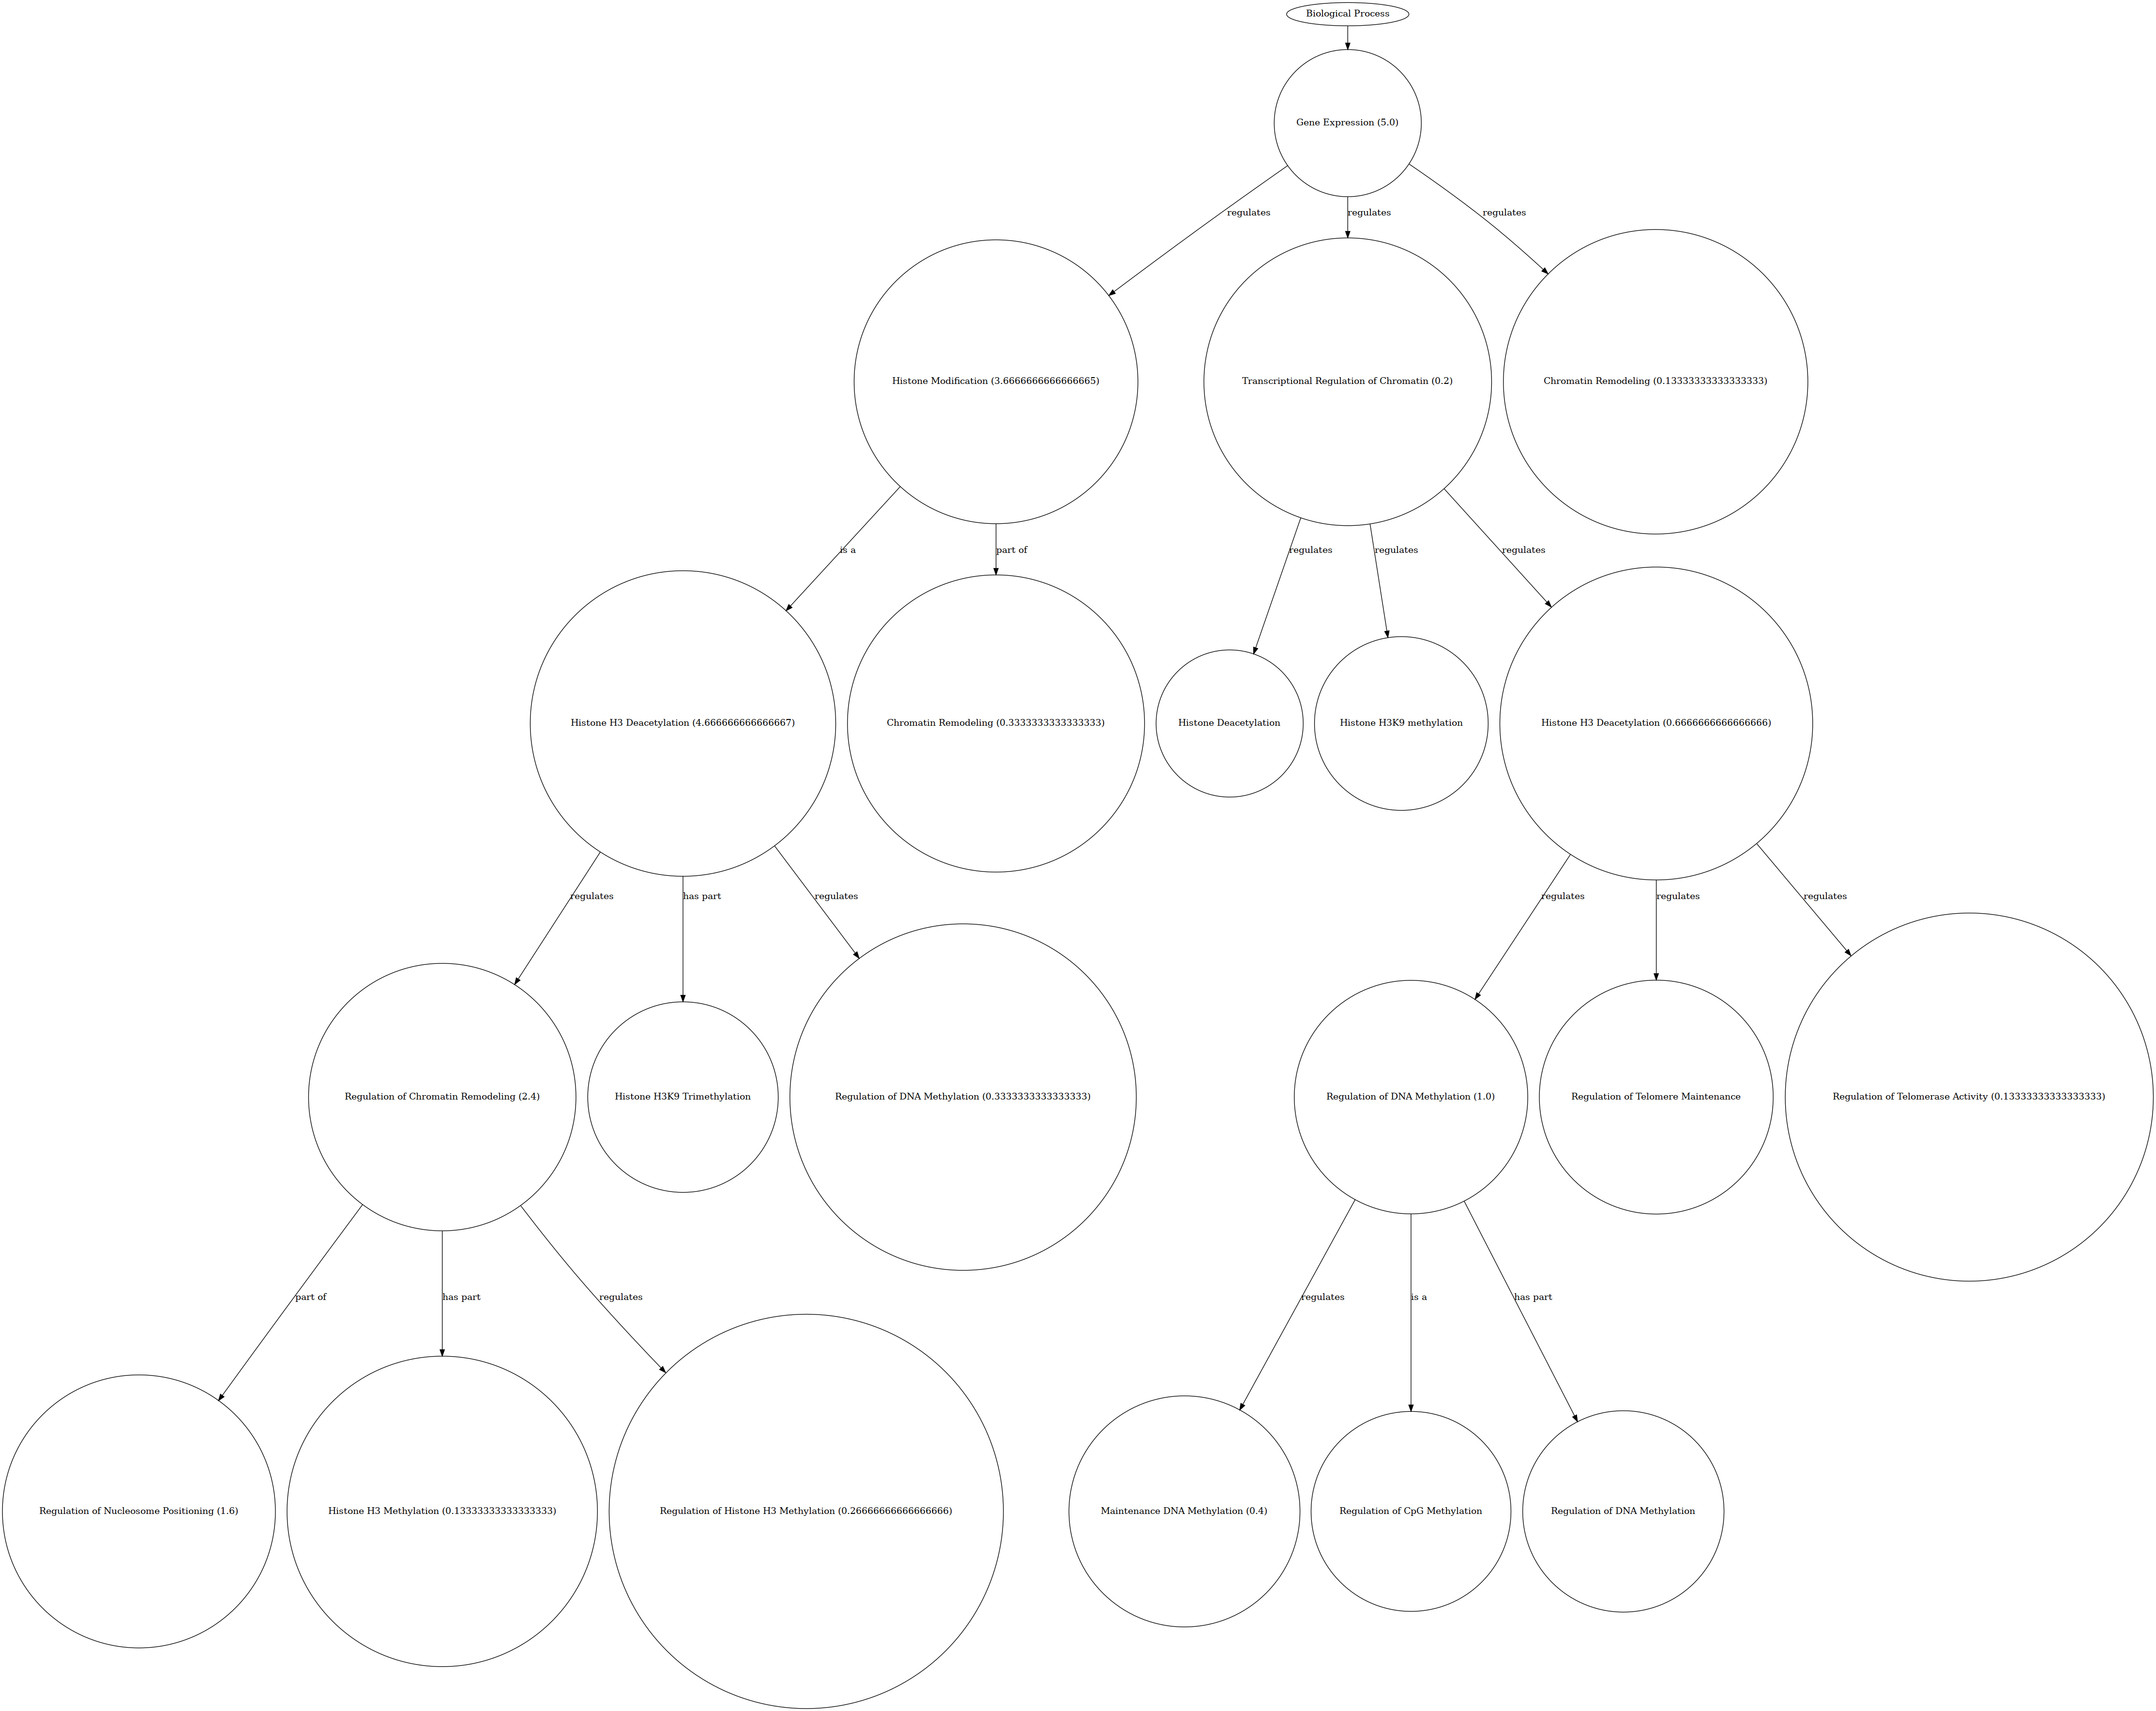 Biological Process
Gene Expression (5.0)
regulates
regulates
regulates
Histone Modification (3.6666666666666665)
Transcriptional Regulation of Chromatin (0.2)
Chromatin Remodeling (0.13333333333333333)
is a
part of
regulates
regulates
regulates
Histone H3 Deacetylation (4.666666666666667)
Chromatin Remodeling (0.3333333333333333)
Histone Deacetylation
Histone H3K9 methylation
Histone H3 Deacetylation (0.6666666666666666)
regulates
has part
regulates
regulates
regulates
regulates
Regulation of Chromatin Remodeling (2.4)
Histone H3K9 Trimethylation
Regulation of DNA Methylation (0.3333333333333333)
Regulation of DNA Methylation (1.0)
Regulation of Telomere Maintenance
Regulation of Telomerase Activity (0.13333333333333333)
part of
has part
regulates
regulates
is a
has part
Regulation of Nucleosome Positioning (1.6)
Histone H3 Methylation (0.13333333333333333)
Regulation of Histone H3 Methylation (0.26666666666666666)
Maintenance DNA Methylation (0.4)
Regulation of CpG Methylation
Regulation of DNA Methylation